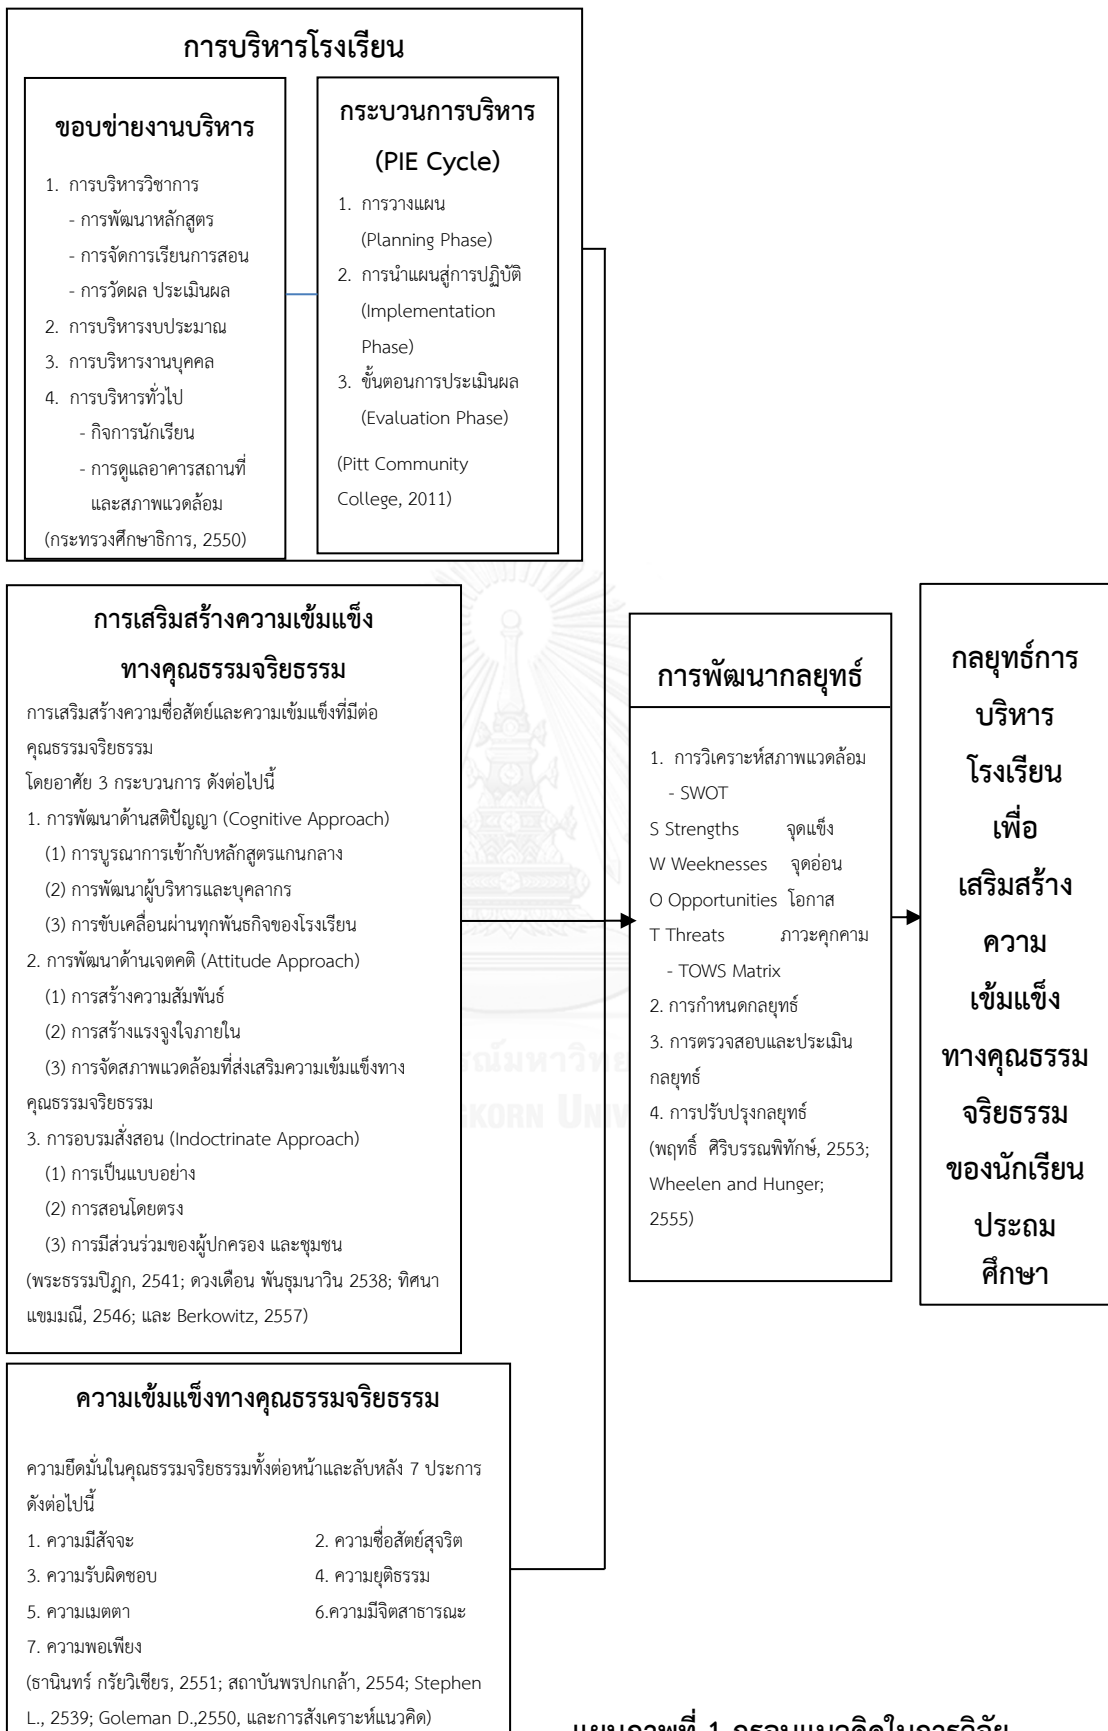 การบริหารโรงเรียน
ขอบข่ายงานบริหาร
1. การบริหารวิชาการ
- การพัฒนาหลักสูตร
- การจัดการเรียนการสอน
- การวัดผล ประเมินผล
2. การบริหารงบประมาณ
3. การบริหารงานบุคคล
4. การบริหารทั่วไป
- กิจการนักเรียน
- การดูแลอาคารสถานที่
และสภาพแวดล้อม
(กระทรวงศึกษาธิการ, 2550)
กระบวนการบริหาร
(PIE Cycle)
1. การวางแผน
(Planning Phase)
2. การนำแผนสู่การปฏิบัติ
(Implementation
Phase)
3. ขั้นตอนการประเมินผล
(Evaluation Phase)
(Pitt Community
College, 2011)
การเสริมสร้างความเข้มแข็ง
ทางคุณธรรมจริยธรรม
การเสริมสร้างความซื่อสัตย์และความเข้มแข็งที่มีต่อ
คุณธรรมจริยธรรม
โดยอาศัย 3 กระบวนการ ดังต่อไปนี้
1. การพัฒนาด้านสติปัญญา (Cognitive Approach)
(1) การบูรณาการเข้ากับหลักสูตรแกนกลาง
(2) การพัฒนาผู้บริหารและบุคลากร
(3) การขับเคลื่อนผ่านทุกพันธกิจของโรงเรียน
2. การพัฒนาด้านเจตคติ (Attitude Approach)
(1) การสร้างความสัมพันธ์
(2) การสร้างแรงจูงใจภายใน
(3) การจัดสภาพแวดล้อมที่ส่งเสริมความเข้มแข็งทาง
คุณธรรมจริยธรรม
3. การอบรมสั่งสอน (Indoctrinate Approach)
(1) การเป็นแบบอย่าง
(2) การสอนโดยตรง
(3) การมีส่วนร่วมของผู้ปกครอง และชุมชน
(พระธรรมปิฎก, 2541; ดวงเดือน พันธุมนาวิน 2538; ทิศนา
แขมมณี, 2546; และ Berkowitz, 2557)
ความเข้มแข็งทางคุณธรรมจริยธรรม
ความยึดมั่นในคุณธรรมจริยธรรมทั้งต่อหน้าและลับหลัง 7 ประการ
ดังต่อไปนี้
1. ความมีสัจจะ 2. ความซื่อสัตย์สุจริต
3. ความรับผิดชอบ 4. ความยุติธรรม
5. ความเมตตา 6.ความมีจิตสาธารณะ
7. ความพอเพียง
(ธานินทร์ กรัยวิเชียร, 2551; สถาบันพรปกเกล้า, 2554; Stephen
L., 2539; Goleman D.,2550, และการสังเคราะห์แนวคิด)
การพัฒนากลยุทธ์
1. การวิเคราะห์สภาพแวดล้อม
- SWOT
S Strengths จุดแข็ง
W Weeknesses จุดอ่อน
O Opportunities โอกาส
T Threats ภาวะคุกคาม
- TOWS Matrix
2. การกำหนดกลยุทธ์
3. การตรวจสอบและประเมิน
กลยุทธ์
4. การปรับปรุงกลยุทธ์
(พฤทธิ์ ศิริบรรณพิทักษ์, 2553;
Wheelen and Hunger;
2555)
กลยุทธ์การ
บริหาร
โรงเรียน
เพื่อ
เสริมสร้าง
ความ
เข้มแข็ง
ทางคุณธรรม
จริยธรรม
ของนักเรียน
ประถม
ศึกษา
แผนภาพที่ 1 กรอบแนวคิดในการวิจัย